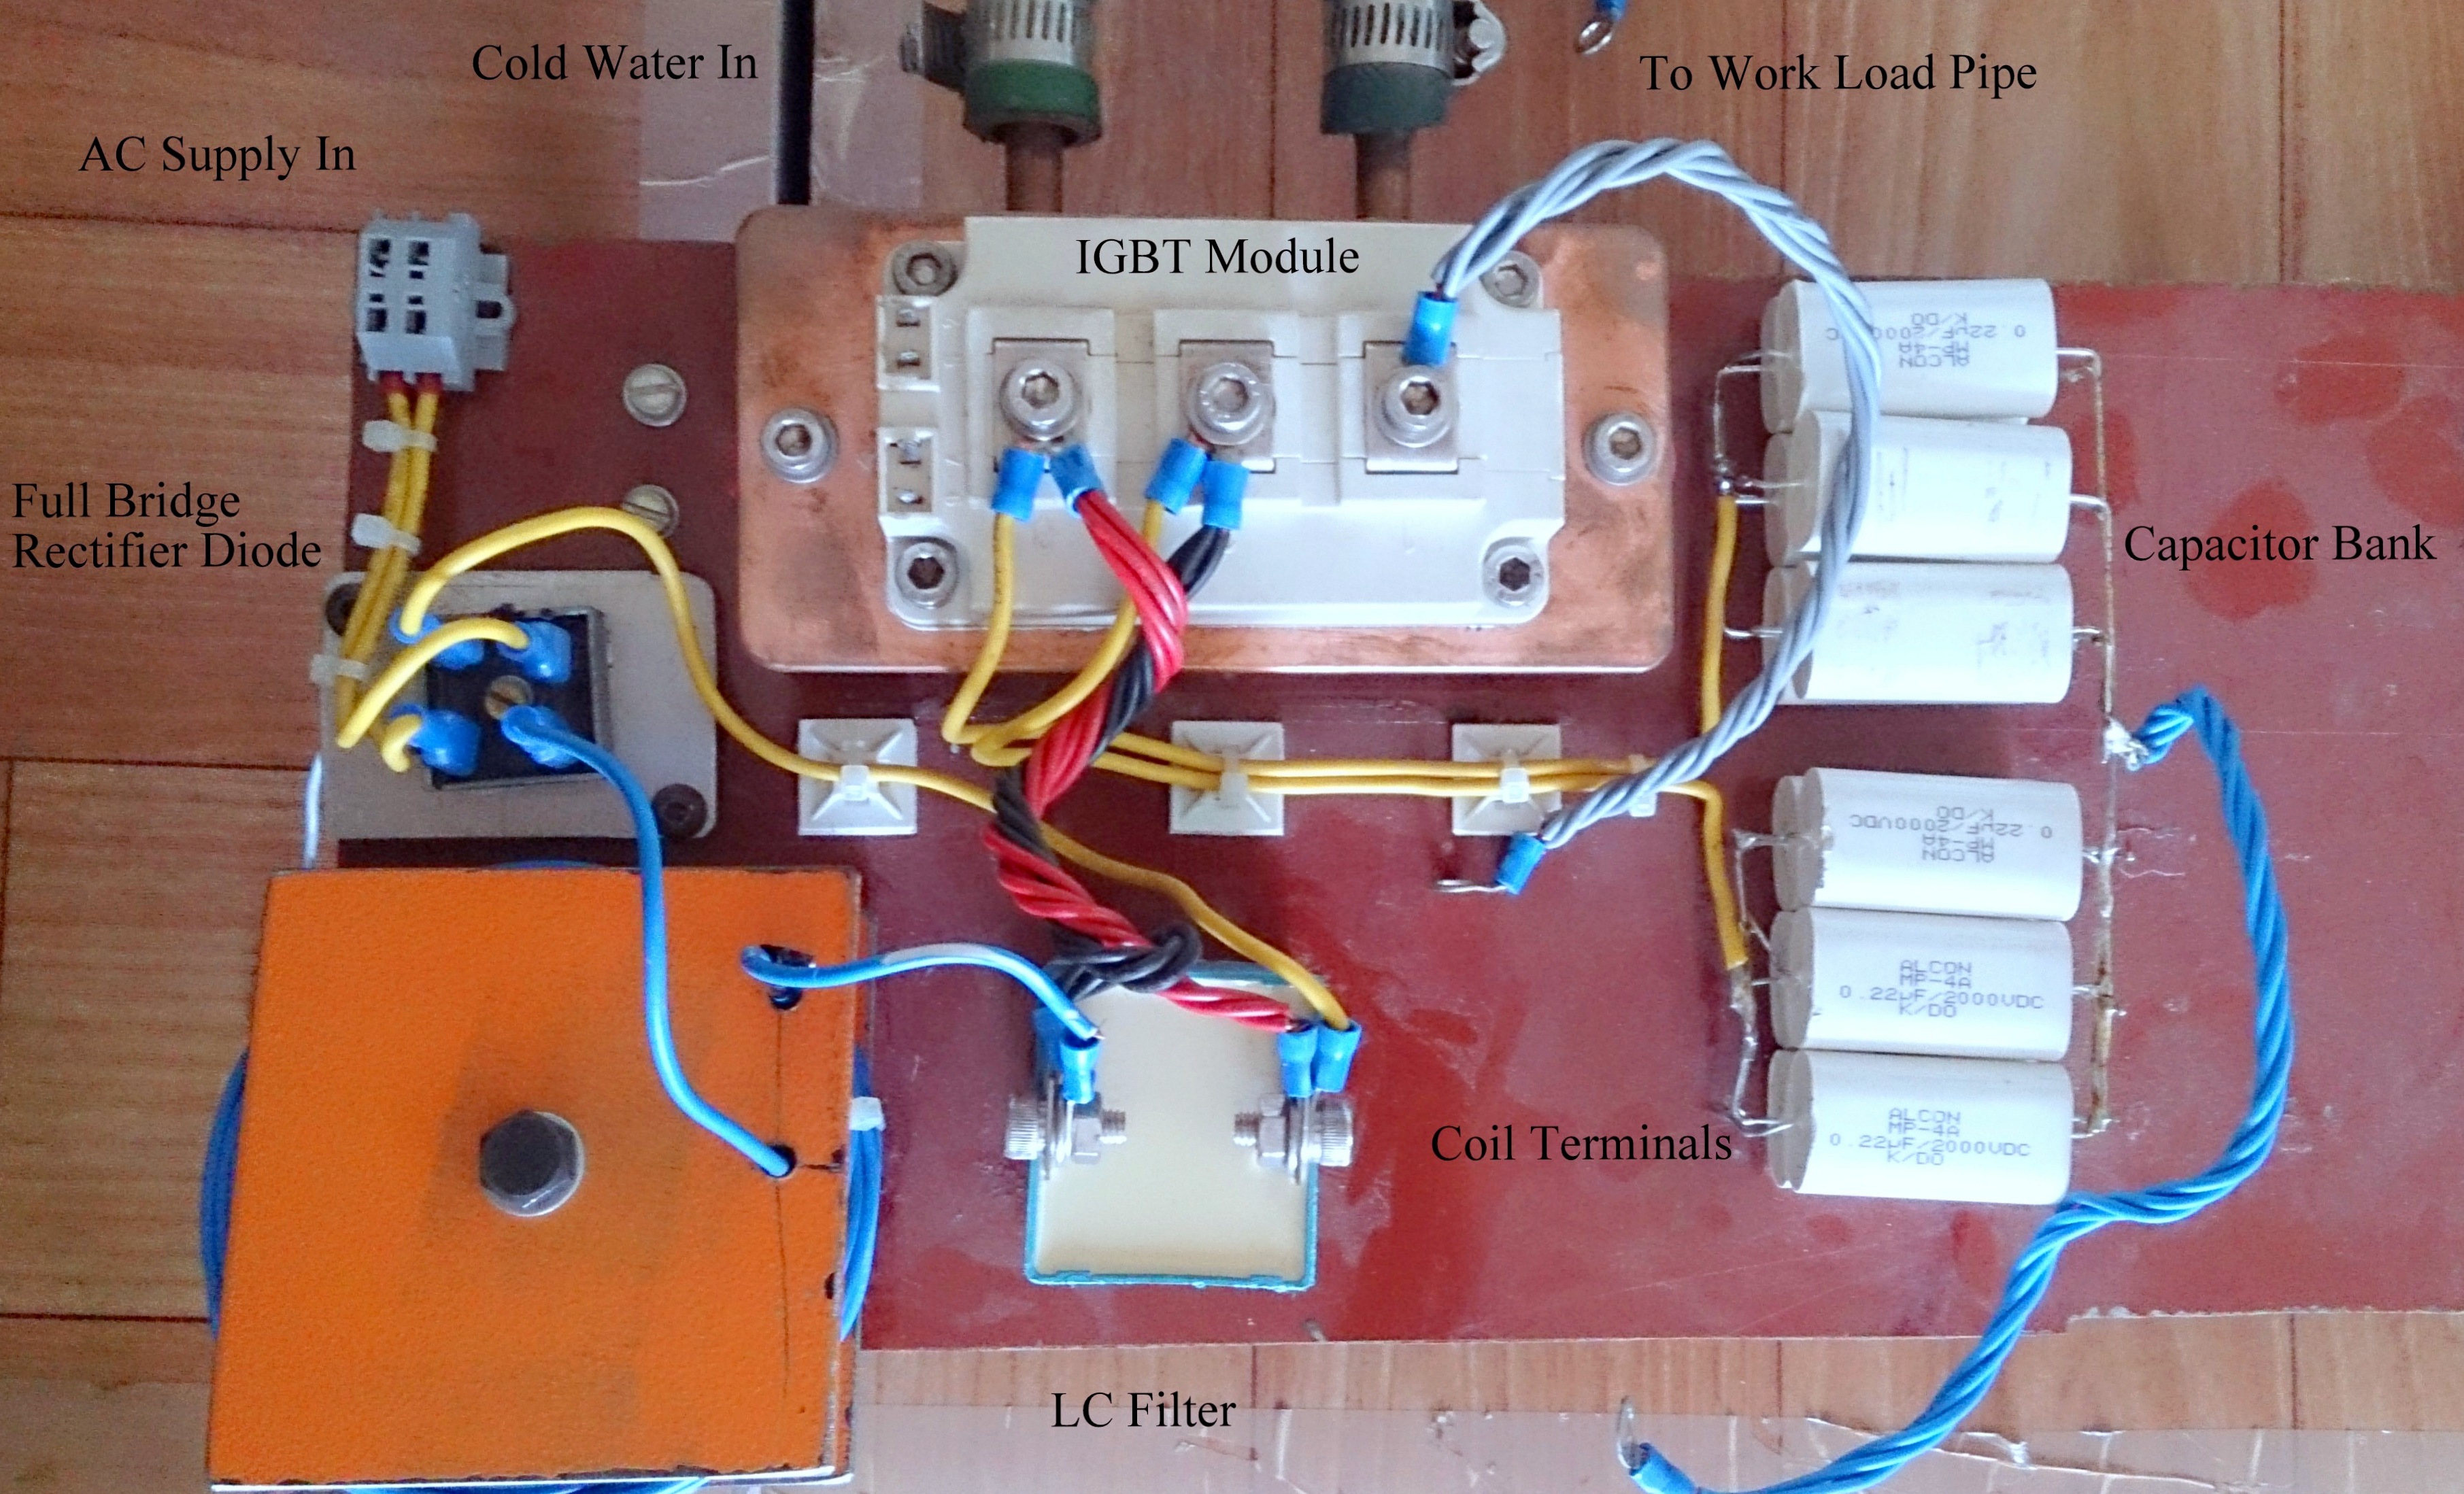 Cold Water In
To Work Load Pipe
AC Supply In
IGBT Module
Full Bridge
Rectifier Diode
Capacitor Bank
ALCON
MP-4A
0.22µF/2000VDC
K/DO
ALCON
MP-4A
0.22µF/2000VDC
K/DO
ALCON
MP-4A
0.22µF/2000VDC
K/DO
ALCON
MP-4A
0.22µF/2000VDC
K/DO
Coil Terminals
LC Filter